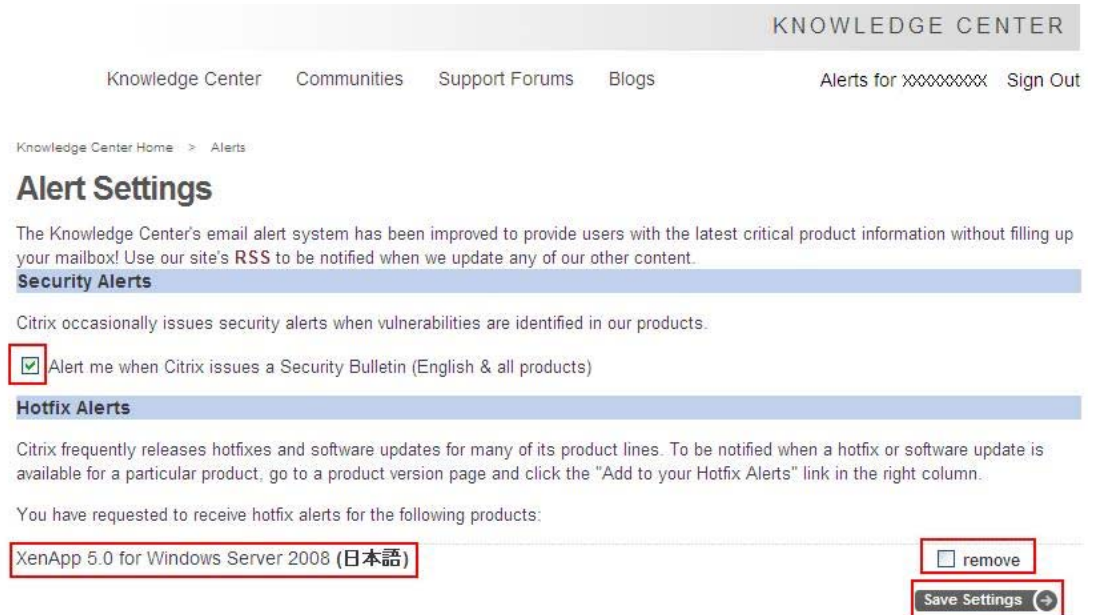 KNOWLEDGE CENTER
Knowledge Center Communities Support Forums Blogs Alerts for XXXXXXXXX Sign Out
Knowledge Center Home > Alerts
Alert Settings
The Knowledge Center's email alert system has been improved to provide users with the latest critical product information without filling up
your mailbox! Use our site's RSS to be notified when we update any of our other content.
Security Alerts
Citrix occasionally issues security alerts when vulnerabilities are identified in our products.
Alert me when Citrix issues a Security Bulletin (English & all products)
Hotfix Alerts
Citrix frequently releases hotfixes and software updates for many of its product lines. To be notified when a hotfix or software update is
available for a particular product, go to a product version page and click the "Add to your Hotfix Alerts" link in the right column.
You have requested to receive hotfix alerts for the following products:
XenApp 5.0 for Windows Server 2008 (日本語) remove
Save Settings